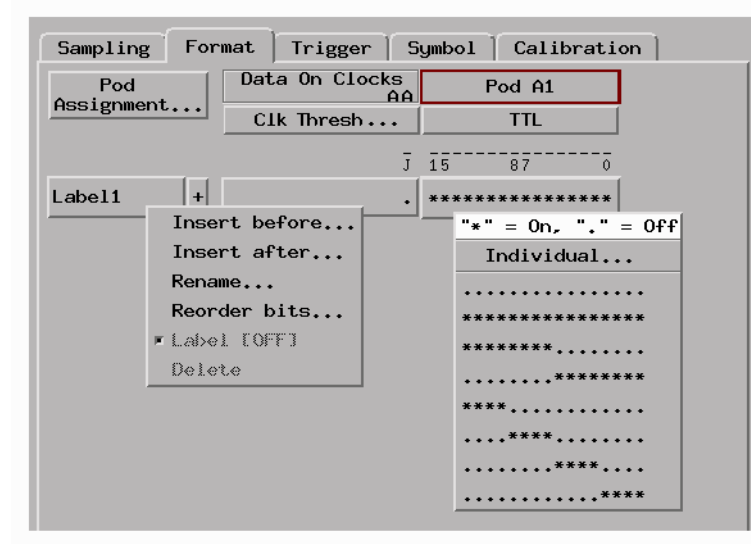 Sampling Format Trigger Symbol Calibration
Pod Assignment...
Data On Clocks AA
Pod A1
Clk Thresh...
TTL
J 15 87 0
Label1 + . ****************
Insert before...
Insert after...
Rename...
Reorder bits...
Label [OFF]
Delete
"*" = On, "." = Off
Individual...
................
****************
********........
........********
****............
....****........
........****....
............****